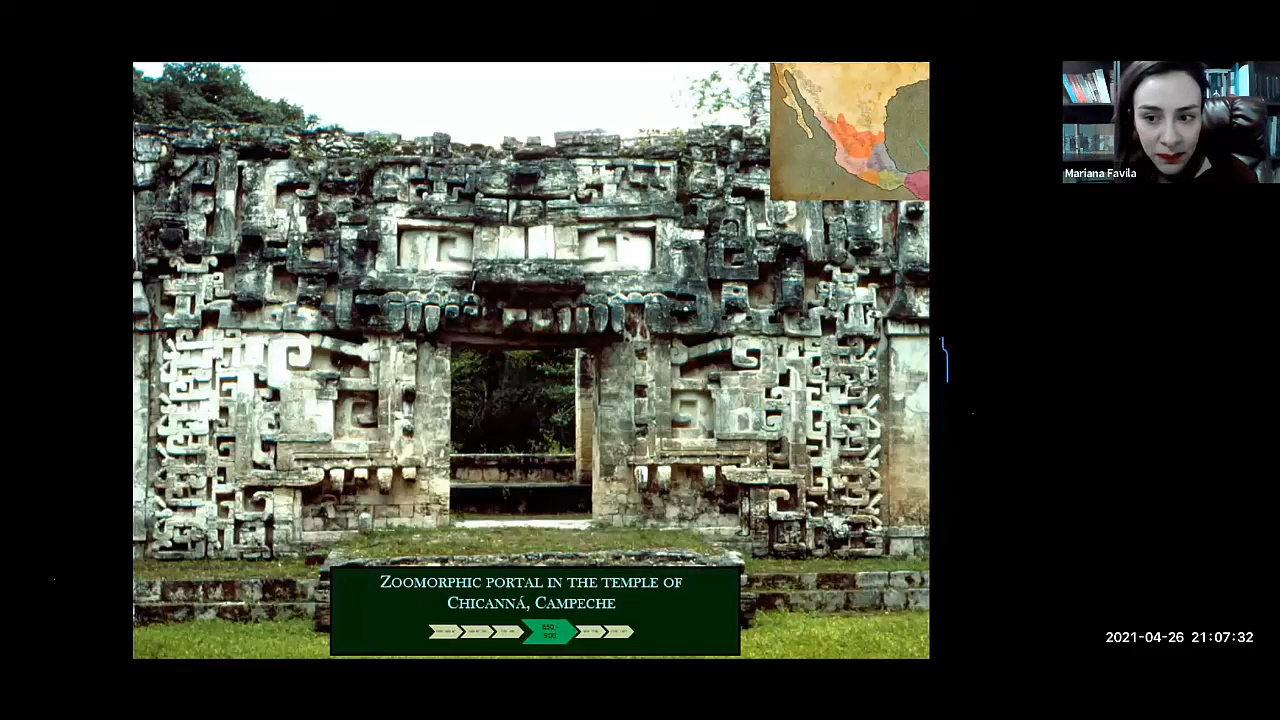 Mariana Favila
ZOOMORPHIC PORTAL IN THE TEMPLE OF
CHICANNÁ, CAMPECHE
650 -
900
2021-04-26 21:07:32